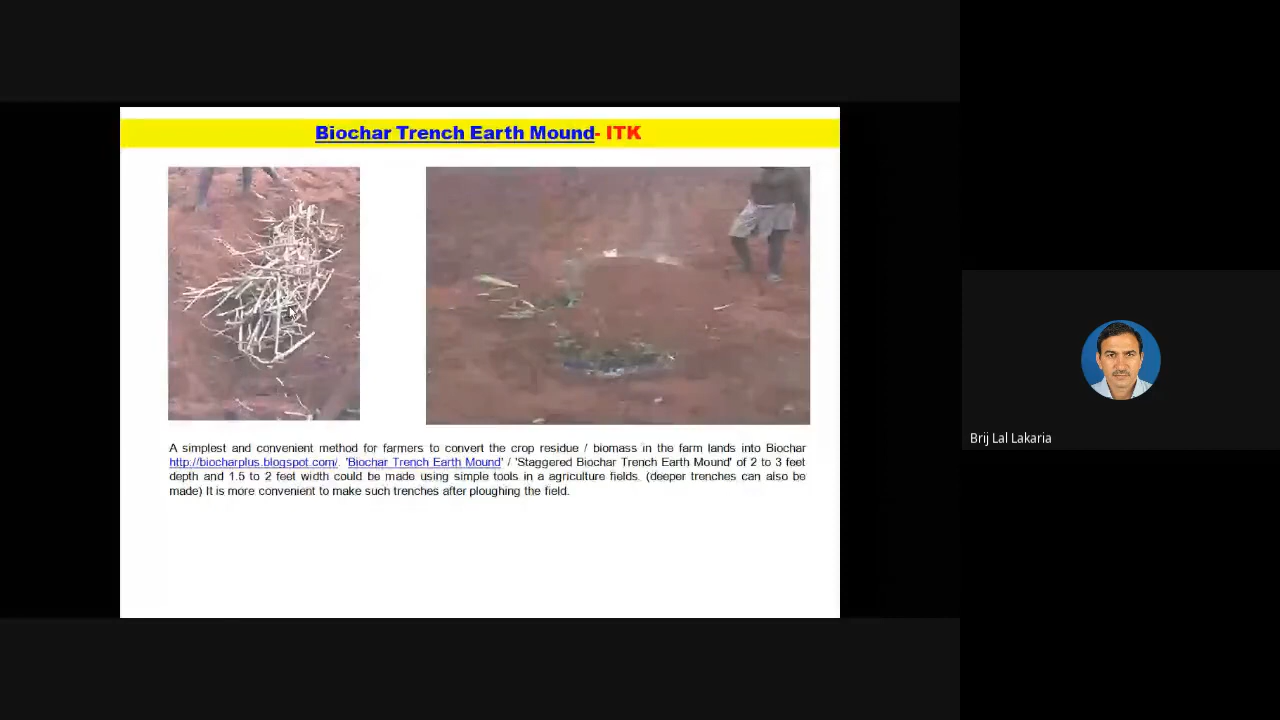 Biochar Trench Earth Mound- ITK
A simplest and convenient method for farmers to convert the crop residue / biomass in the farm lands into Biochar
http://biocharplus.blogspot.com/. 'Biochar Trench Earth Mound' / 'Staggered Biochar Trench Earth Mound' of 2 to 3 feet
depth and 1.5 to 2 feet width could be made using simple tools in a agriculture fields. (deeper trenches can also be
made) It is more convenient to make such trenches after ploughing the field.
Brij Lal Lakaria